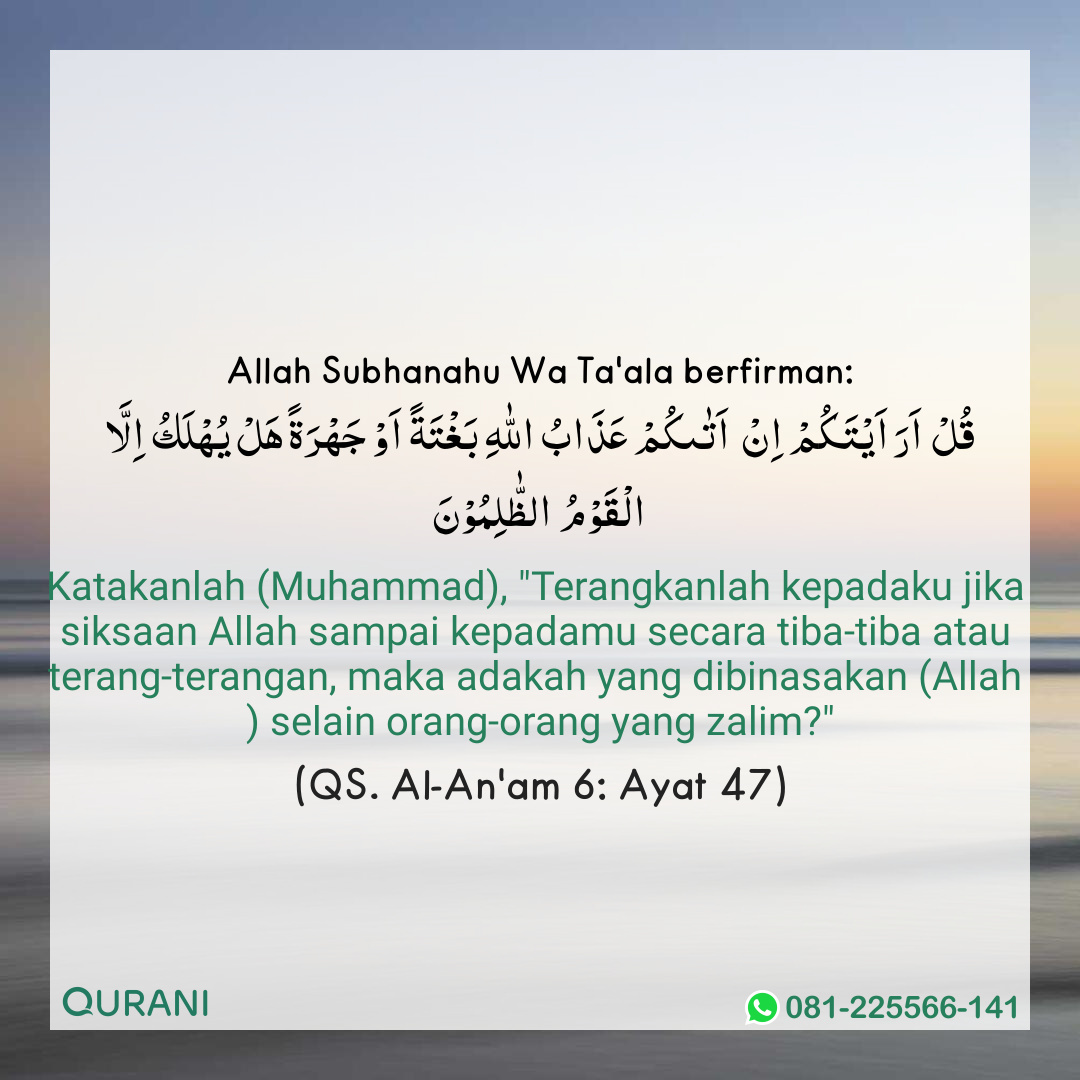 Allah Subhanahu Wa Ta'ala berfirman:
قُلْ اَرَاَيْتَكُمْ اِنْ اَتٰٮكُمْ عَذَابُ اللّٰهِ بَغْتَةً اَوْ جَهْرَةً هَلْ يُهْلَكُ اِلَّا
الْقَوْمُ الظّٰلِمُوْنَ
Katakanlah (Muhammad), "Terangkanlah kepadaku jika
siksaan Allah sampai kepadamu secara tiba-tiba atau
terang-terangan, maka adakah yang dibinasakan (Allah
) selain orang-orang yang zalim?"
(QS. Al-An'am 6: Ayat 47)
QURANI
081-225566-141